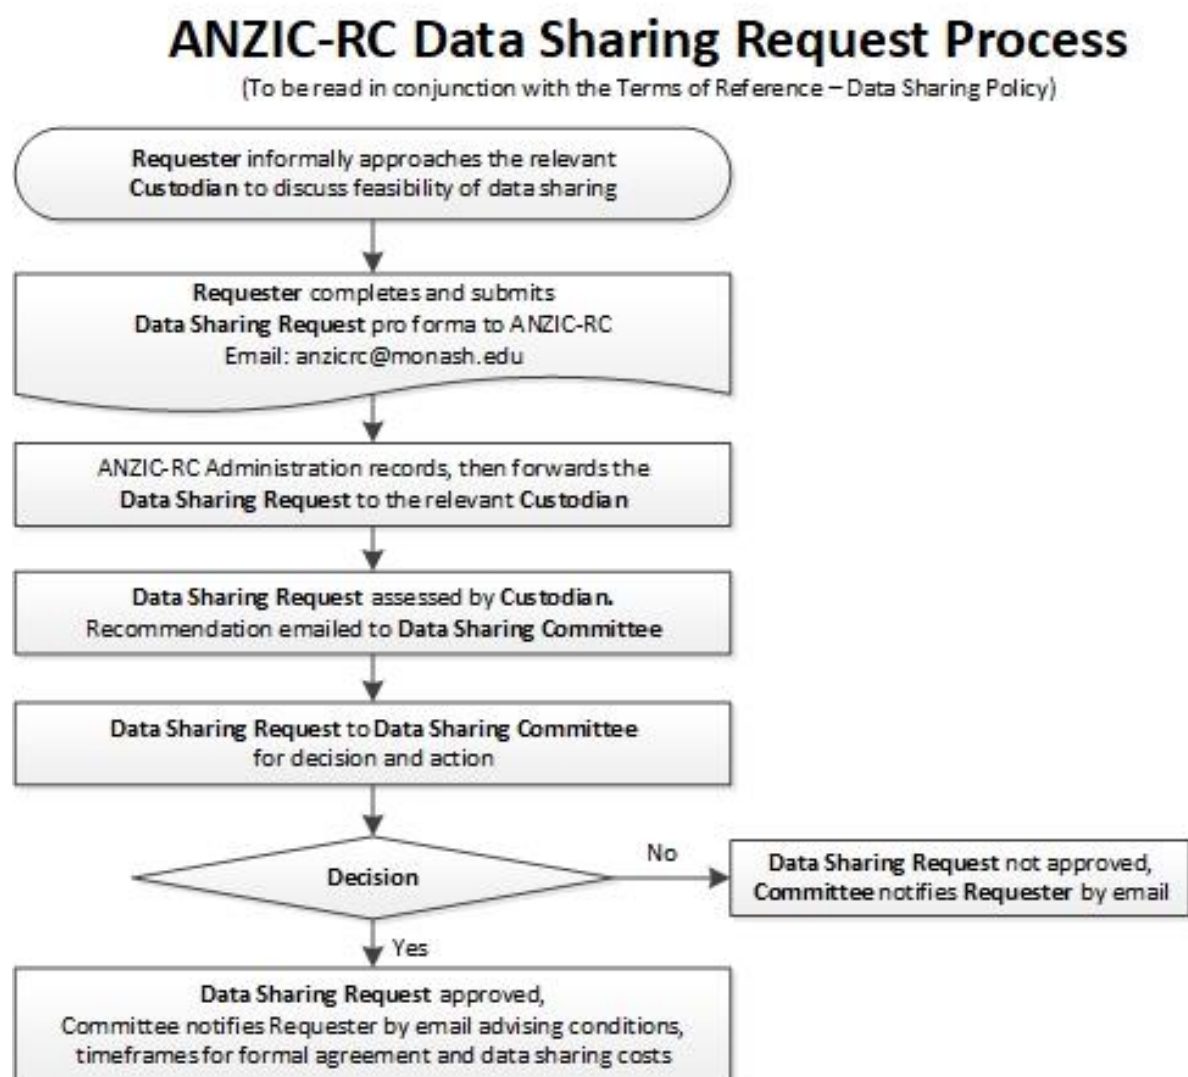 ANZIC-RC Data Sharing Request Process
(To be read in conjunction with the Terms of Reference – Data Sharing Policy)
Requester informally approaches the relevant
Custodian to discuss feasibility of data sharing
Requester completes and submits
Data Sharing Request pro forma to ANZIC-RC
Email: anzicrc@monash.edu
ANZIC-RC Administration records, then forwards the
Data Sharing Request to the relevant Custodian
Data Sharing Request assessed by Custodian.
Recommendation emailed to Data Sharing Committee
Data Sharing Request to Data Sharing Committee
for decision and action
Decision
No
Data Sharing Request not approved,
Committee notifies Requester by email
Yes
Data Sharing Request approved,
Committee notifies Requester by email advising conditions,
timeframes for formal agreement and data sharing costs